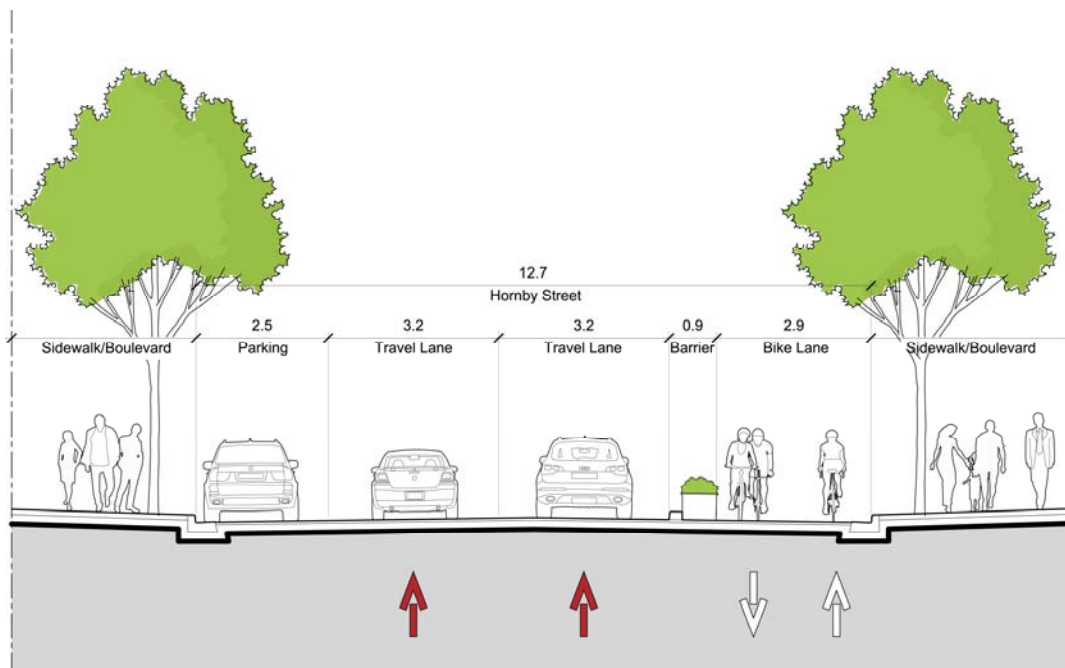 12.7
Hornby Street
2.5 3.2 3.2 0.9 2.9
Sidewalk/Boulevard Parking Travel Lane Travel Lane Barrier Bike Lane Sidewalk/Boulevard